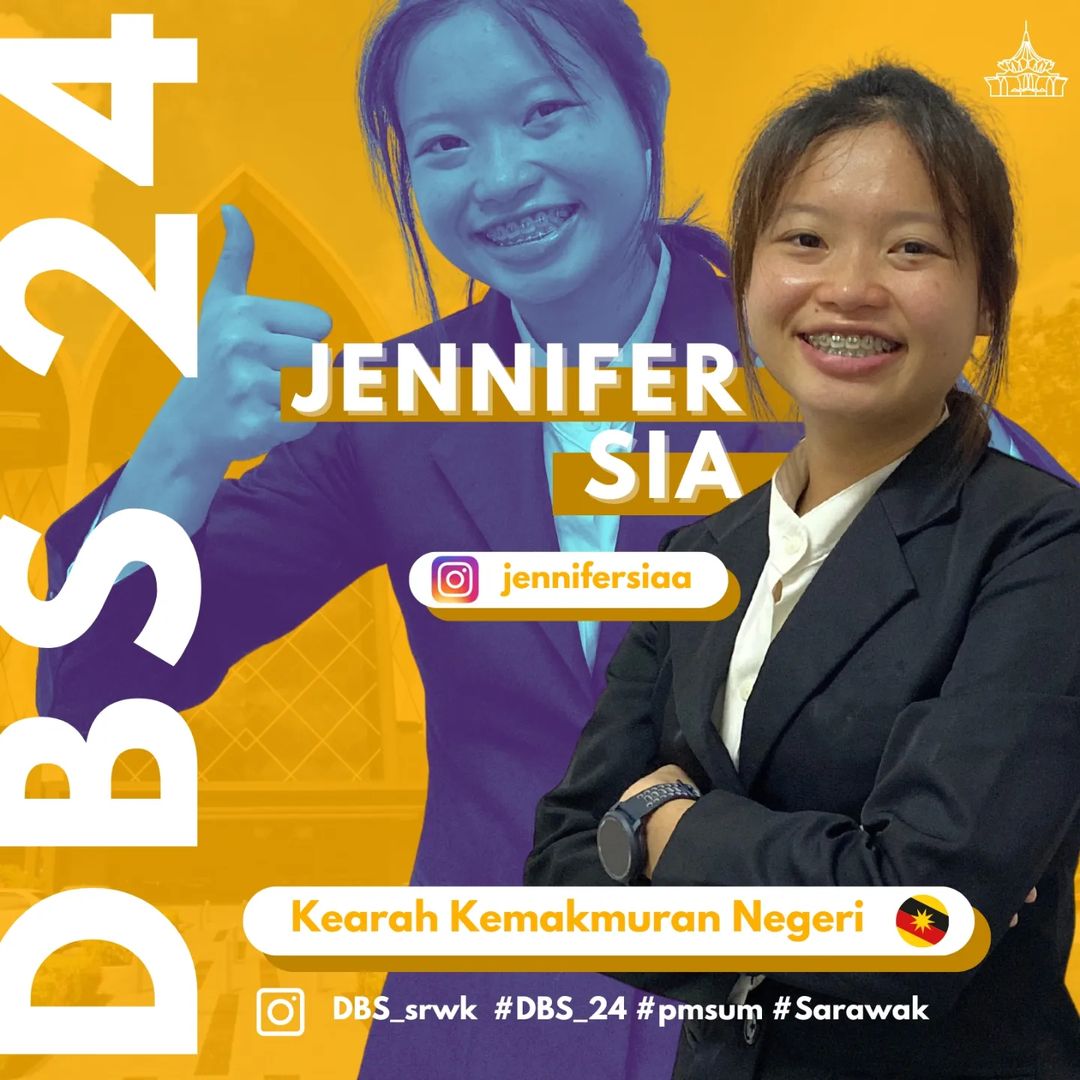 DBS 24
JENNIFER
SIA
jennifersiaa
Kearah Kemakmuran Negeri
DBS_srwk #DBS_24 #pmsum #Sarawak